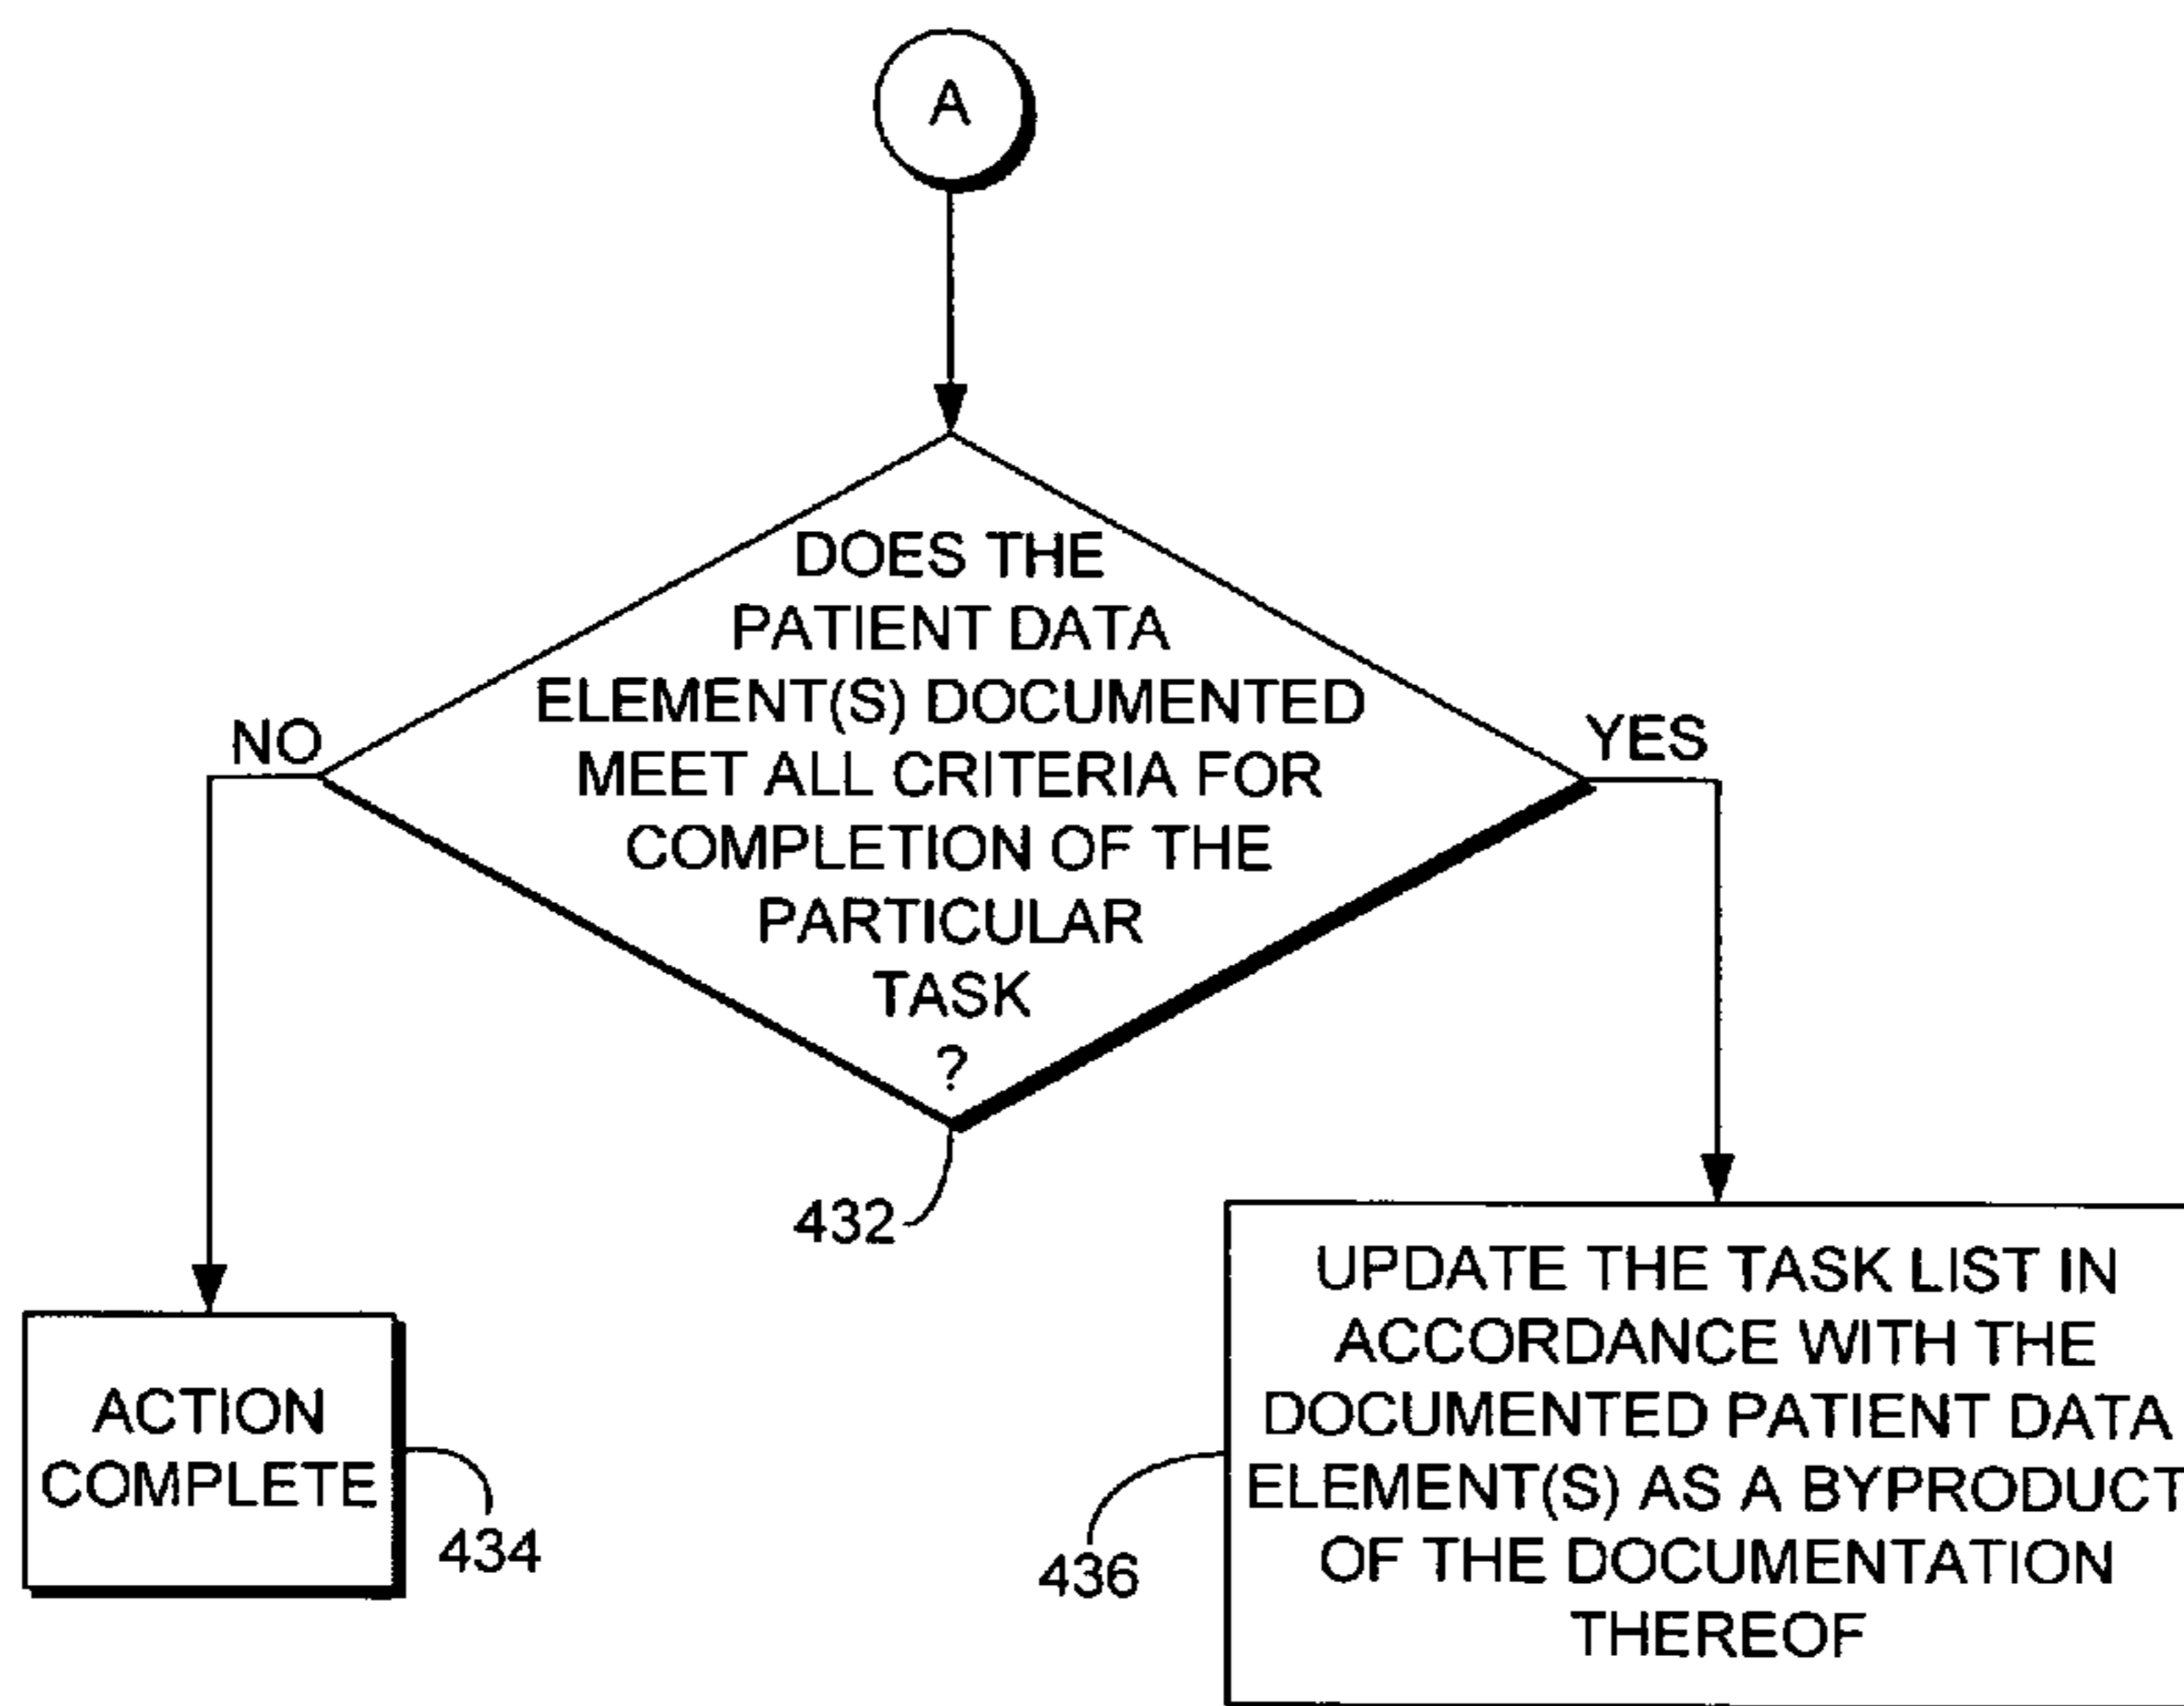 A
DOES THE
PATIENT DATA
ELEMENT(S) DOCUMENTED
MEET ALL CRITERIA FOR
COMPLETION OF THE
PARTICULAR
TASK
?
NO
YES
432
ACTION
COMPLETE
434
UPDATE THE TASK LIST IN
ACCORDANCE WITH THE
DOCUMENTED PATIENT DATA
ELEMENT(S) AS A BYPRODUCT
OF THE DOCUMENTATION
THEREOF
436